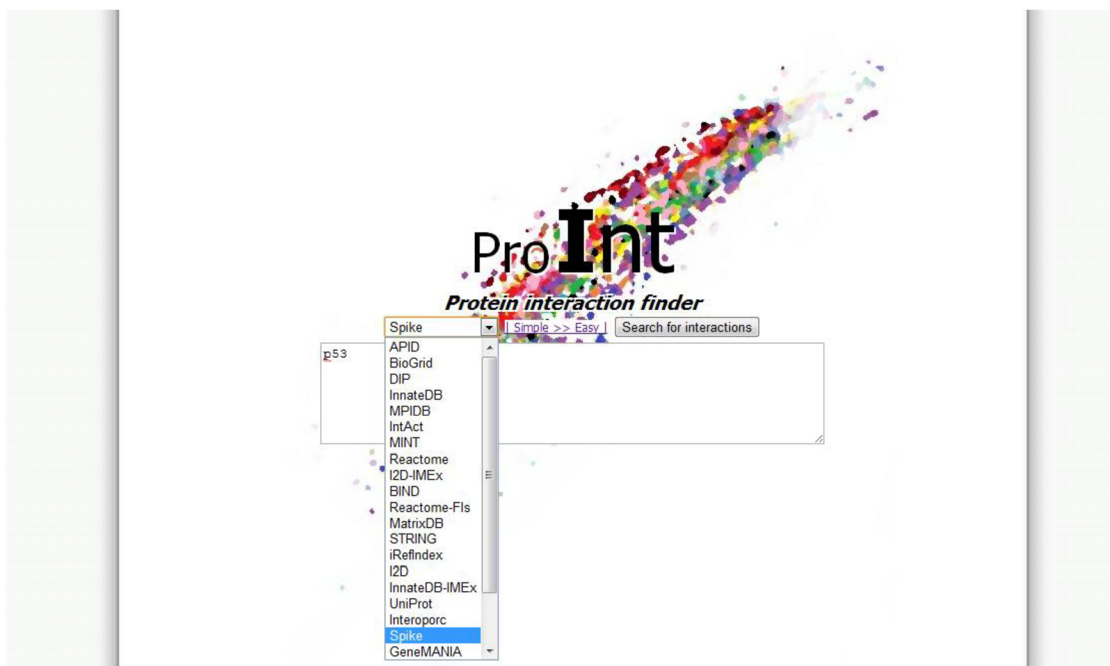 ProInt
Protein interaction finder
Spike | Simple >> Easy | Search for interactions
p53
APID
BioGrid
DIP
InnateDB
MPIDB
IntAct
MINT
Reactome
I2D-IMEx
BIND
Reactome-FIs
MatrixDB
STRING
iRefIndex
I2D
InnateDB-IMEx
UniProt
Interoporc
Spike
GeneMANIA